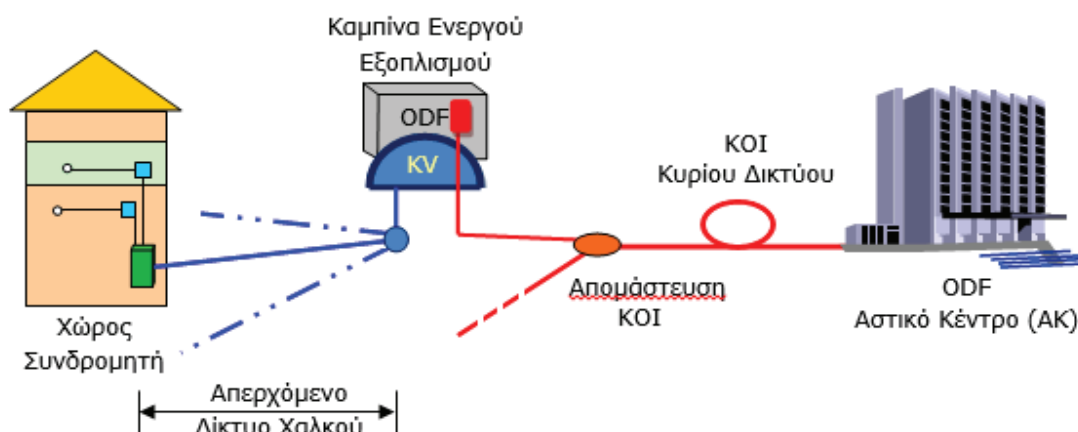 Καμπίνα Ενεργού
Εξοπλισμού
ODF
KV
ΚΟΙ
Κυρίου Δικτύου
Απομάστευση
ΚΟΙ
ODF
Αστικό Κέντρο (ΑΚ)
Χώρος
Συνδρομητή
Απερχόμενο
Δίκτυο Χαλκού